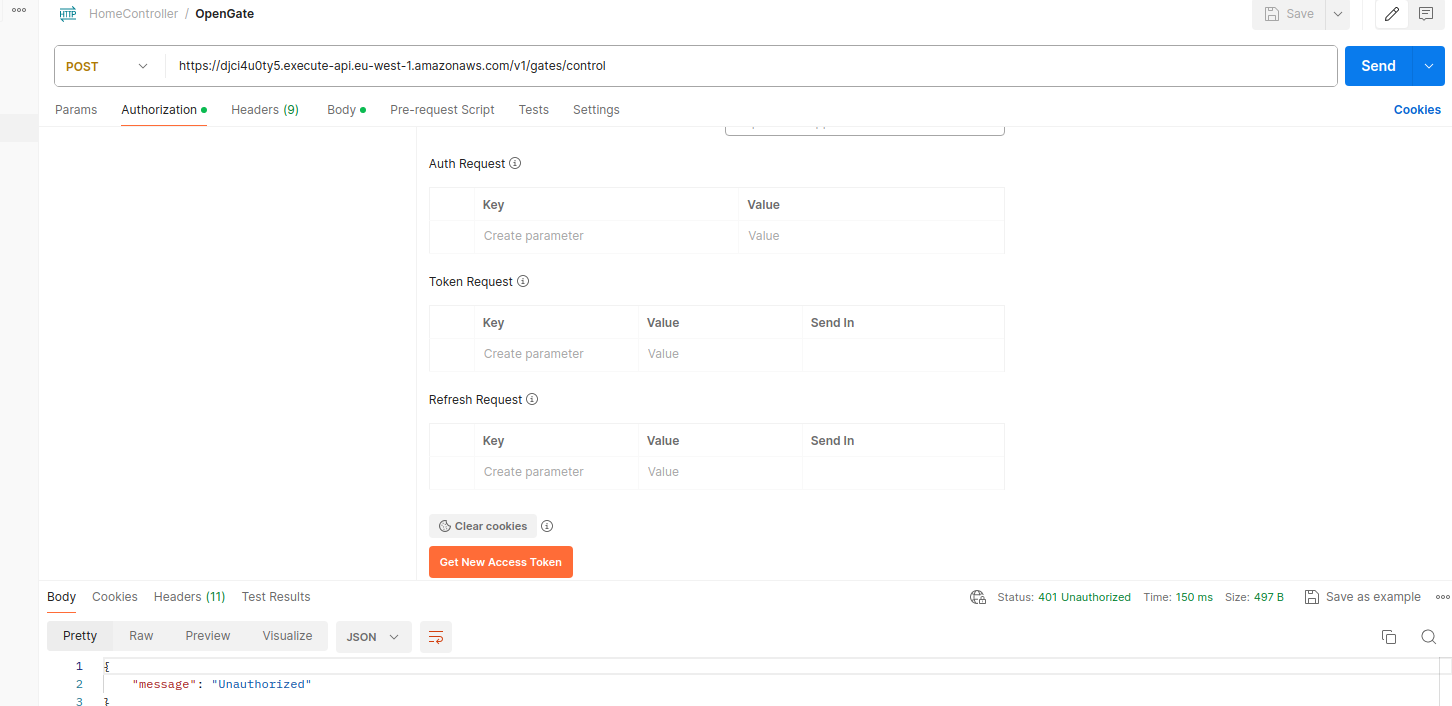 HTTP HomeController / OpenGate Save
POST https://djci4u0ty5.execute-api.eu-west-1.amazonaws.com/v1/gates/control Send
Params Authorization Headers (9) Body Pre-request Script Tests Settings Cookies
Auth Request
Key Value
Create parameter Value
Token Request
Key Value Send In
Create parameter Value
Refresh Request
Key Value Send In
Create parameter Value
Clear cookies
Get New Access Token
Body Cookies Headers (11) Test Results Status: 401 Unauthorized Time: 150 ms Size: 497 B Save as example
Pretty Raw Preview Visualize JSON
1 {
2 "message": "Unauthorized"
3 }